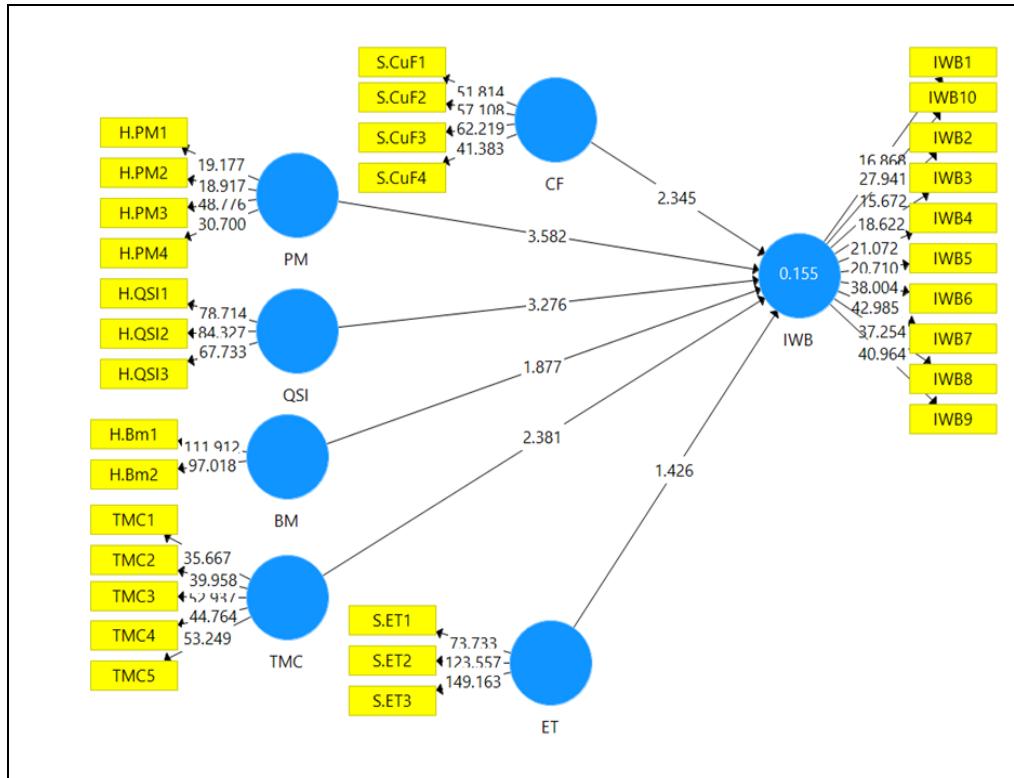 S.CuF1
S.CuF2
S.CuF3
S.CuF4
51.814
57.108
62.219
41.383
CF
2.345
H.PM1
H.PM2
H.PM3
H.PM4
19.177
18.917
48.776
30.700
PM
3.582
H.QSI1
H.QSI2
H.QSI3
78.714
84.327
67.733
QSI
3.276
H.Bm1
H.Bm2
111.912
97.018
BM
1.877
TMC1
TMC2
TMC3
TMC4
TMC5
35.667
39.958
52.937
44.764
53.249
TMC
2.381
S.ET1
S.ET2
S.ET3
73.733
123.557
149.163
ET
1.426
0.155
IWB
16.868
27.941
15.672
18.622
21.072
20.710
38.004
42.985
37.254
40.964
IWB1
IWB10
IWB2
IWB3
IWB4
IWB5
IWB6
IWB7
IWB8
IWB9